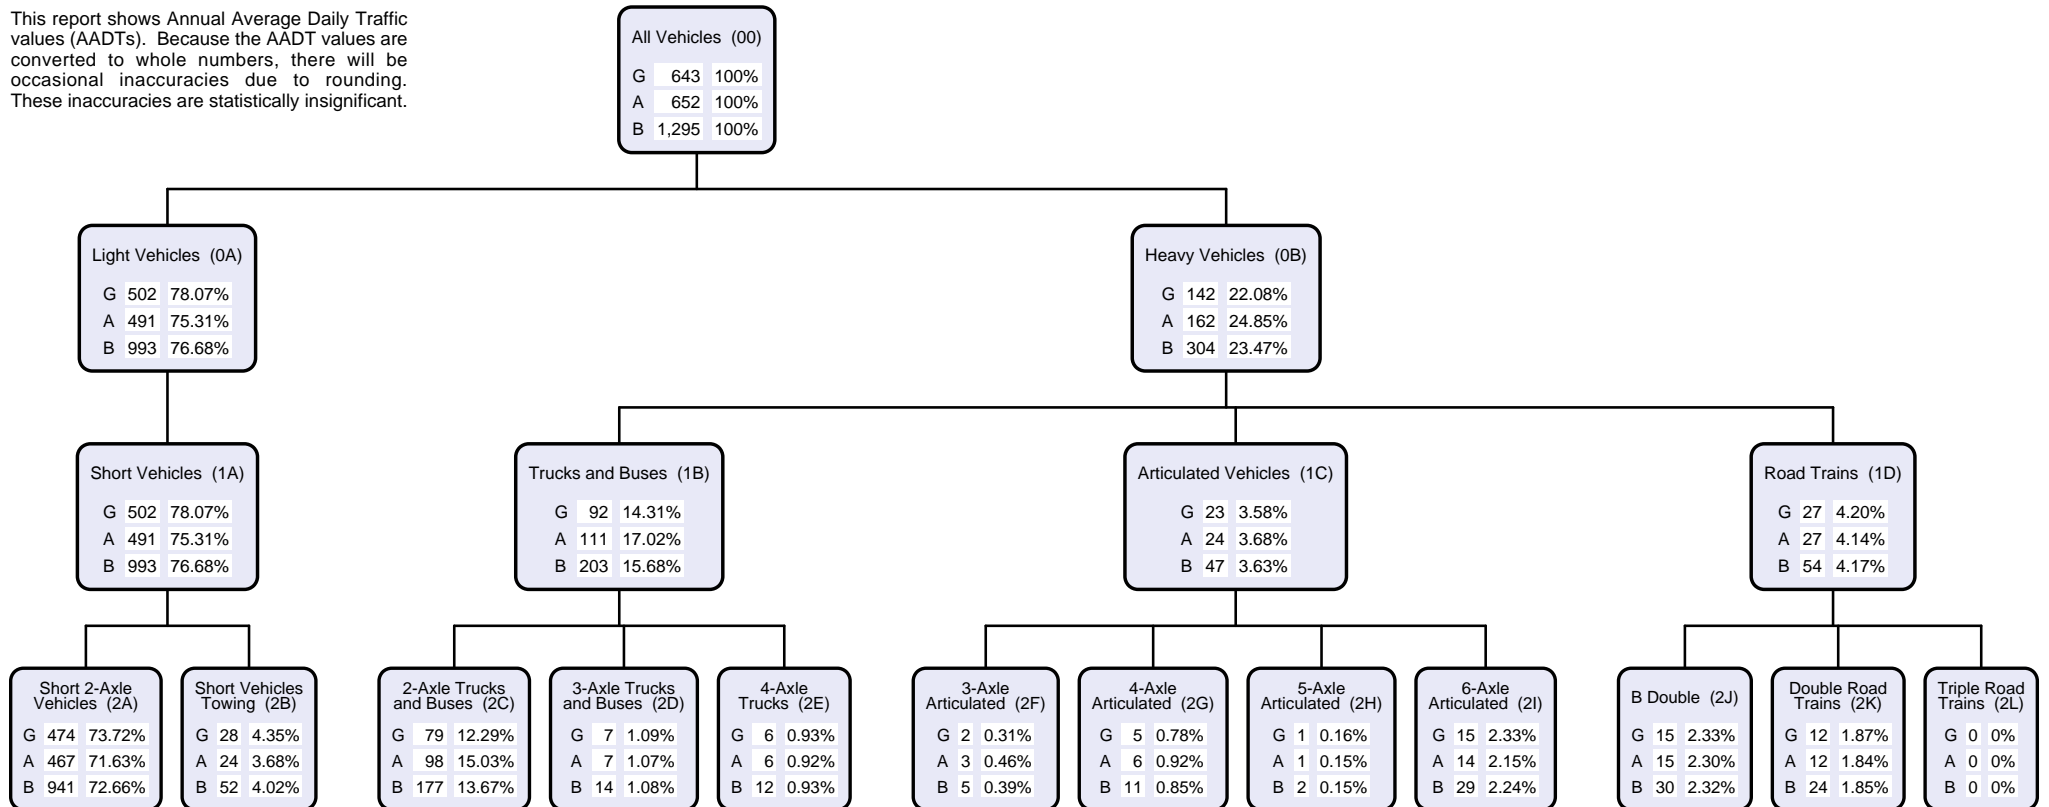 This report shows Annual Average Daily Traffic
values (AADTs). Because the AADT values are
converted to whole numbers, there will be
occasional inaccuracies due to rounding.
These inaccuracies are statistically insignificant.
All Vehicles (00)
G 643 100%
A 652 100%
B 1,295 100%
Light Vehicles (0A)
G 502 78.07%
A 491 75.31%
B 993 76.68%
Heavy Vehicles (0B)
G 142 22.08%
A 162 24.85%
B 304 23.47%
Short Vehicles (1A)
G 502 78.07%
A 491 75.31%
B 993 76.68%
Trucks and Buses (1B)
G 92 14.31%
A 111 17.02%
B 203 15.68%
Articulated Vehicles (1C)
G 23 3.58%
A 24 3.68%
B 47 3.63%
Road Trains (1D)
G 27 4.20%
A 27 4.14%
B 54 4.17%
Short 2-Axle
Vehicles (2A)
G 474 73.72%
A 467 71.63%
B 941 72.66%
Short Vehicles
Towing (2B)
G 28 4.35%
A 24 3.68%
B 52 4.02%
2-Axle Trucks
and Buses (2C)
G 79 12.29%
A 98 15.03%
B 177 13.67%
3-Axle Trucks
and Buses (2D)
G 7 1.09%
A 7 1.07%
B 14 1.08%
4-Axle
Trucks (2E)
G 6 0.93%
A 6 0.92%
B 12 0.93%
3-Axle
Articulated (2F)
G 2 0.31%
A 3 0.46%
B 5 0.39%
4-Axle
Articulated (2G)
G 5 0.78%
A 6 0.92%
B 11 0.85%
5-Axle
Articulated (2H)
G 1 0.16%
A 1 0.15%
B 2 0.15%
6-Axle
Articulated (2I)
G 15 2.33%
A 14 2.15%
B 29 2.24%
B Double (2J)
G 15 2.33%
A 15 2.30%
B 30 2.32%
Double Road
Trains (2K)
G 12 1.87%
A 12 1.84%
B 24 1.85%
Triple Road
Trains (2L)
G 0 0%
A 0 0%
B 0 0%